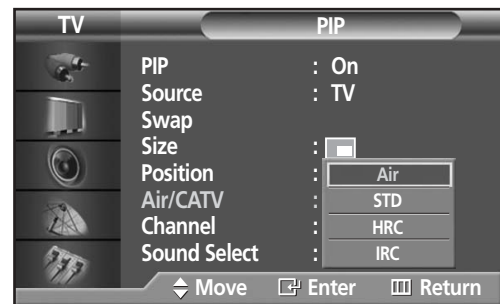 TV PIP
PIP : On
Source : TV
Swap
Size :
Position :
Air
Air/CATV :
STD
Channel :
HRC
Sound Select :
IRC
Move Enter Return